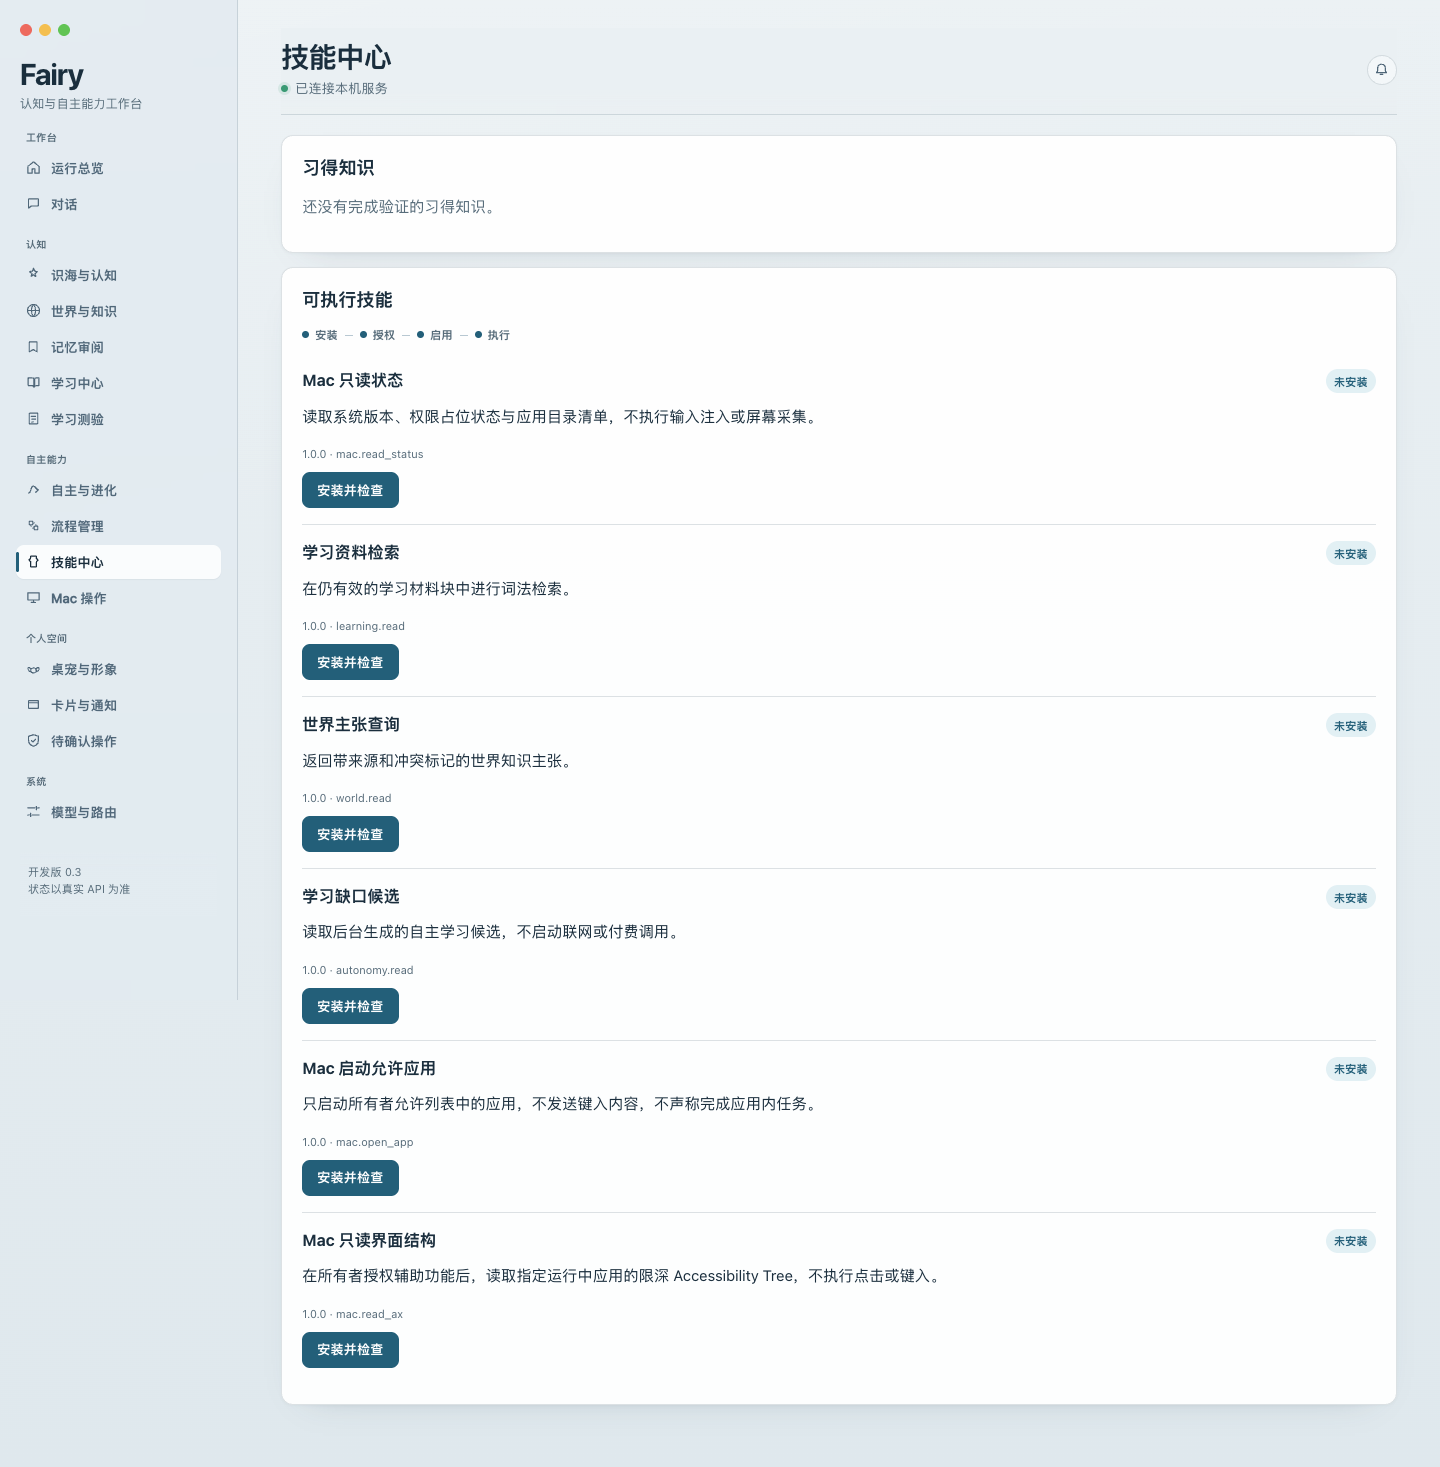 Fairy
认知与自主能力工作台
工作台
运行总览
对话
认知
识海与认知
世界与知识
记忆审阅
学习中心
学习测验
自主能力
自主与进化
流程管理
技能中心
Mac 操作
个人空间
桌宠与形象
卡片与通知
待确认操作
系统
模型与路由
开发版 0.3
状态以真实 API 为准
技能中心
已连接本机服务
习得知识
还没有完成验证的习得知识。
可执行技能
安装 — 授权 — 启用 — 执行
Mac 只读状态
未安装
读取系统版本、权限占位状态与应用目录清单，不执行输入注入或屏幕采集。
1.0.0 · mac.read_status
安装并检查
学习资料检索
未安装
在仍有效的学习材料块中进行词法检索。
1.0.0 · learning.read
安装并检查
世界主张查询
未安装
返回带来源和冲突标记的世界知识主张。
1.0.0 · world.read
安装并检查
学习缺口候选
未安装
读取后台生成的自主学习候选，不启动联网或付费调用。
1.0.0 · autonomy.read
安装并检查
Mac 启动允许应用
未安装
只启动所有者允许列表中的应用，不发送键入内容，不声称完成应用内任务。
1.0.0 · mac.open_app
安装并检查
Mac 只读界面结构
未安装
在所有者授权辅助功能后，读取指定运行中应用的限深 Accessibility Tree，不执行点击或键入。
1.0.0 · mac.read_ax
安装并检查